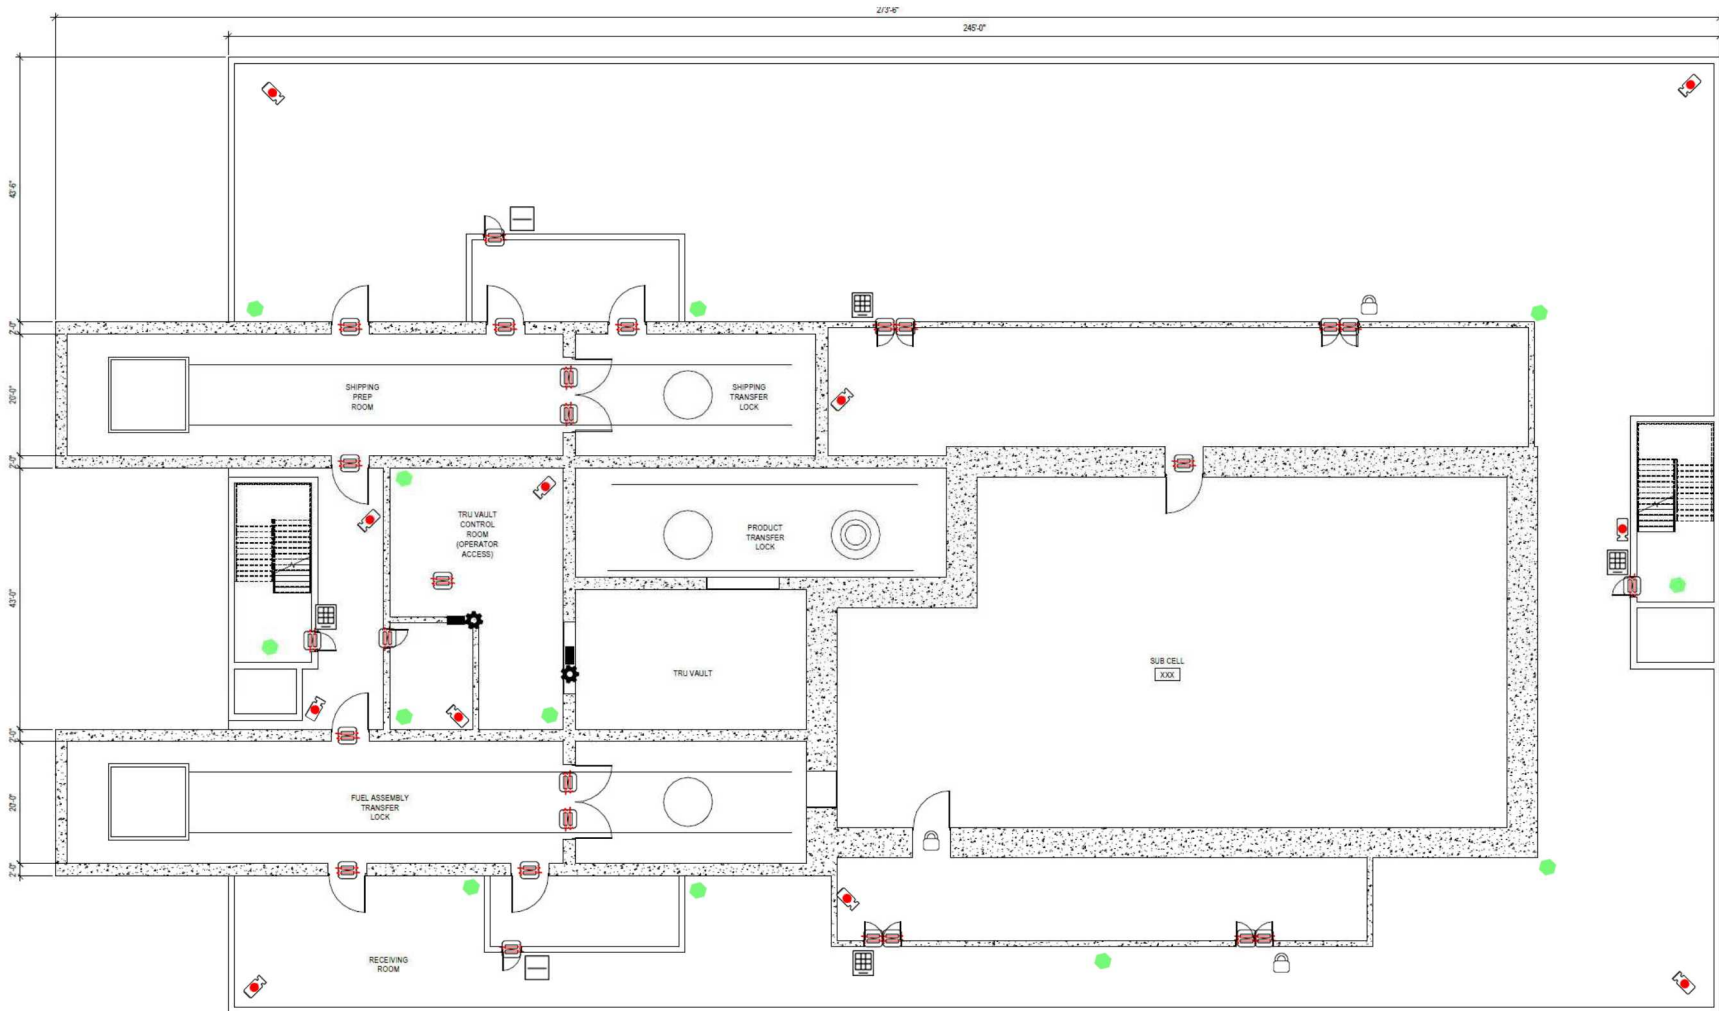 273'-6"
245'-0"
43'-6"
2'-0"
SHIPPING
PREP
ROOM
SHIPPING
TRANSFER
LOCK
20'-0"
2'-0"
TRU VAULT
CONTROL
ROOM
(OPERATOR
ACCESS)
PRODUCT
TRANSFER
LOCK
43'-0"
TRU VAULT
SUB CELL
XXX
2'-0"
FUEL ASSEMBLY
TRANSFER
LOCK
20'-0"
2'-0"
RECEIVING
ROOM